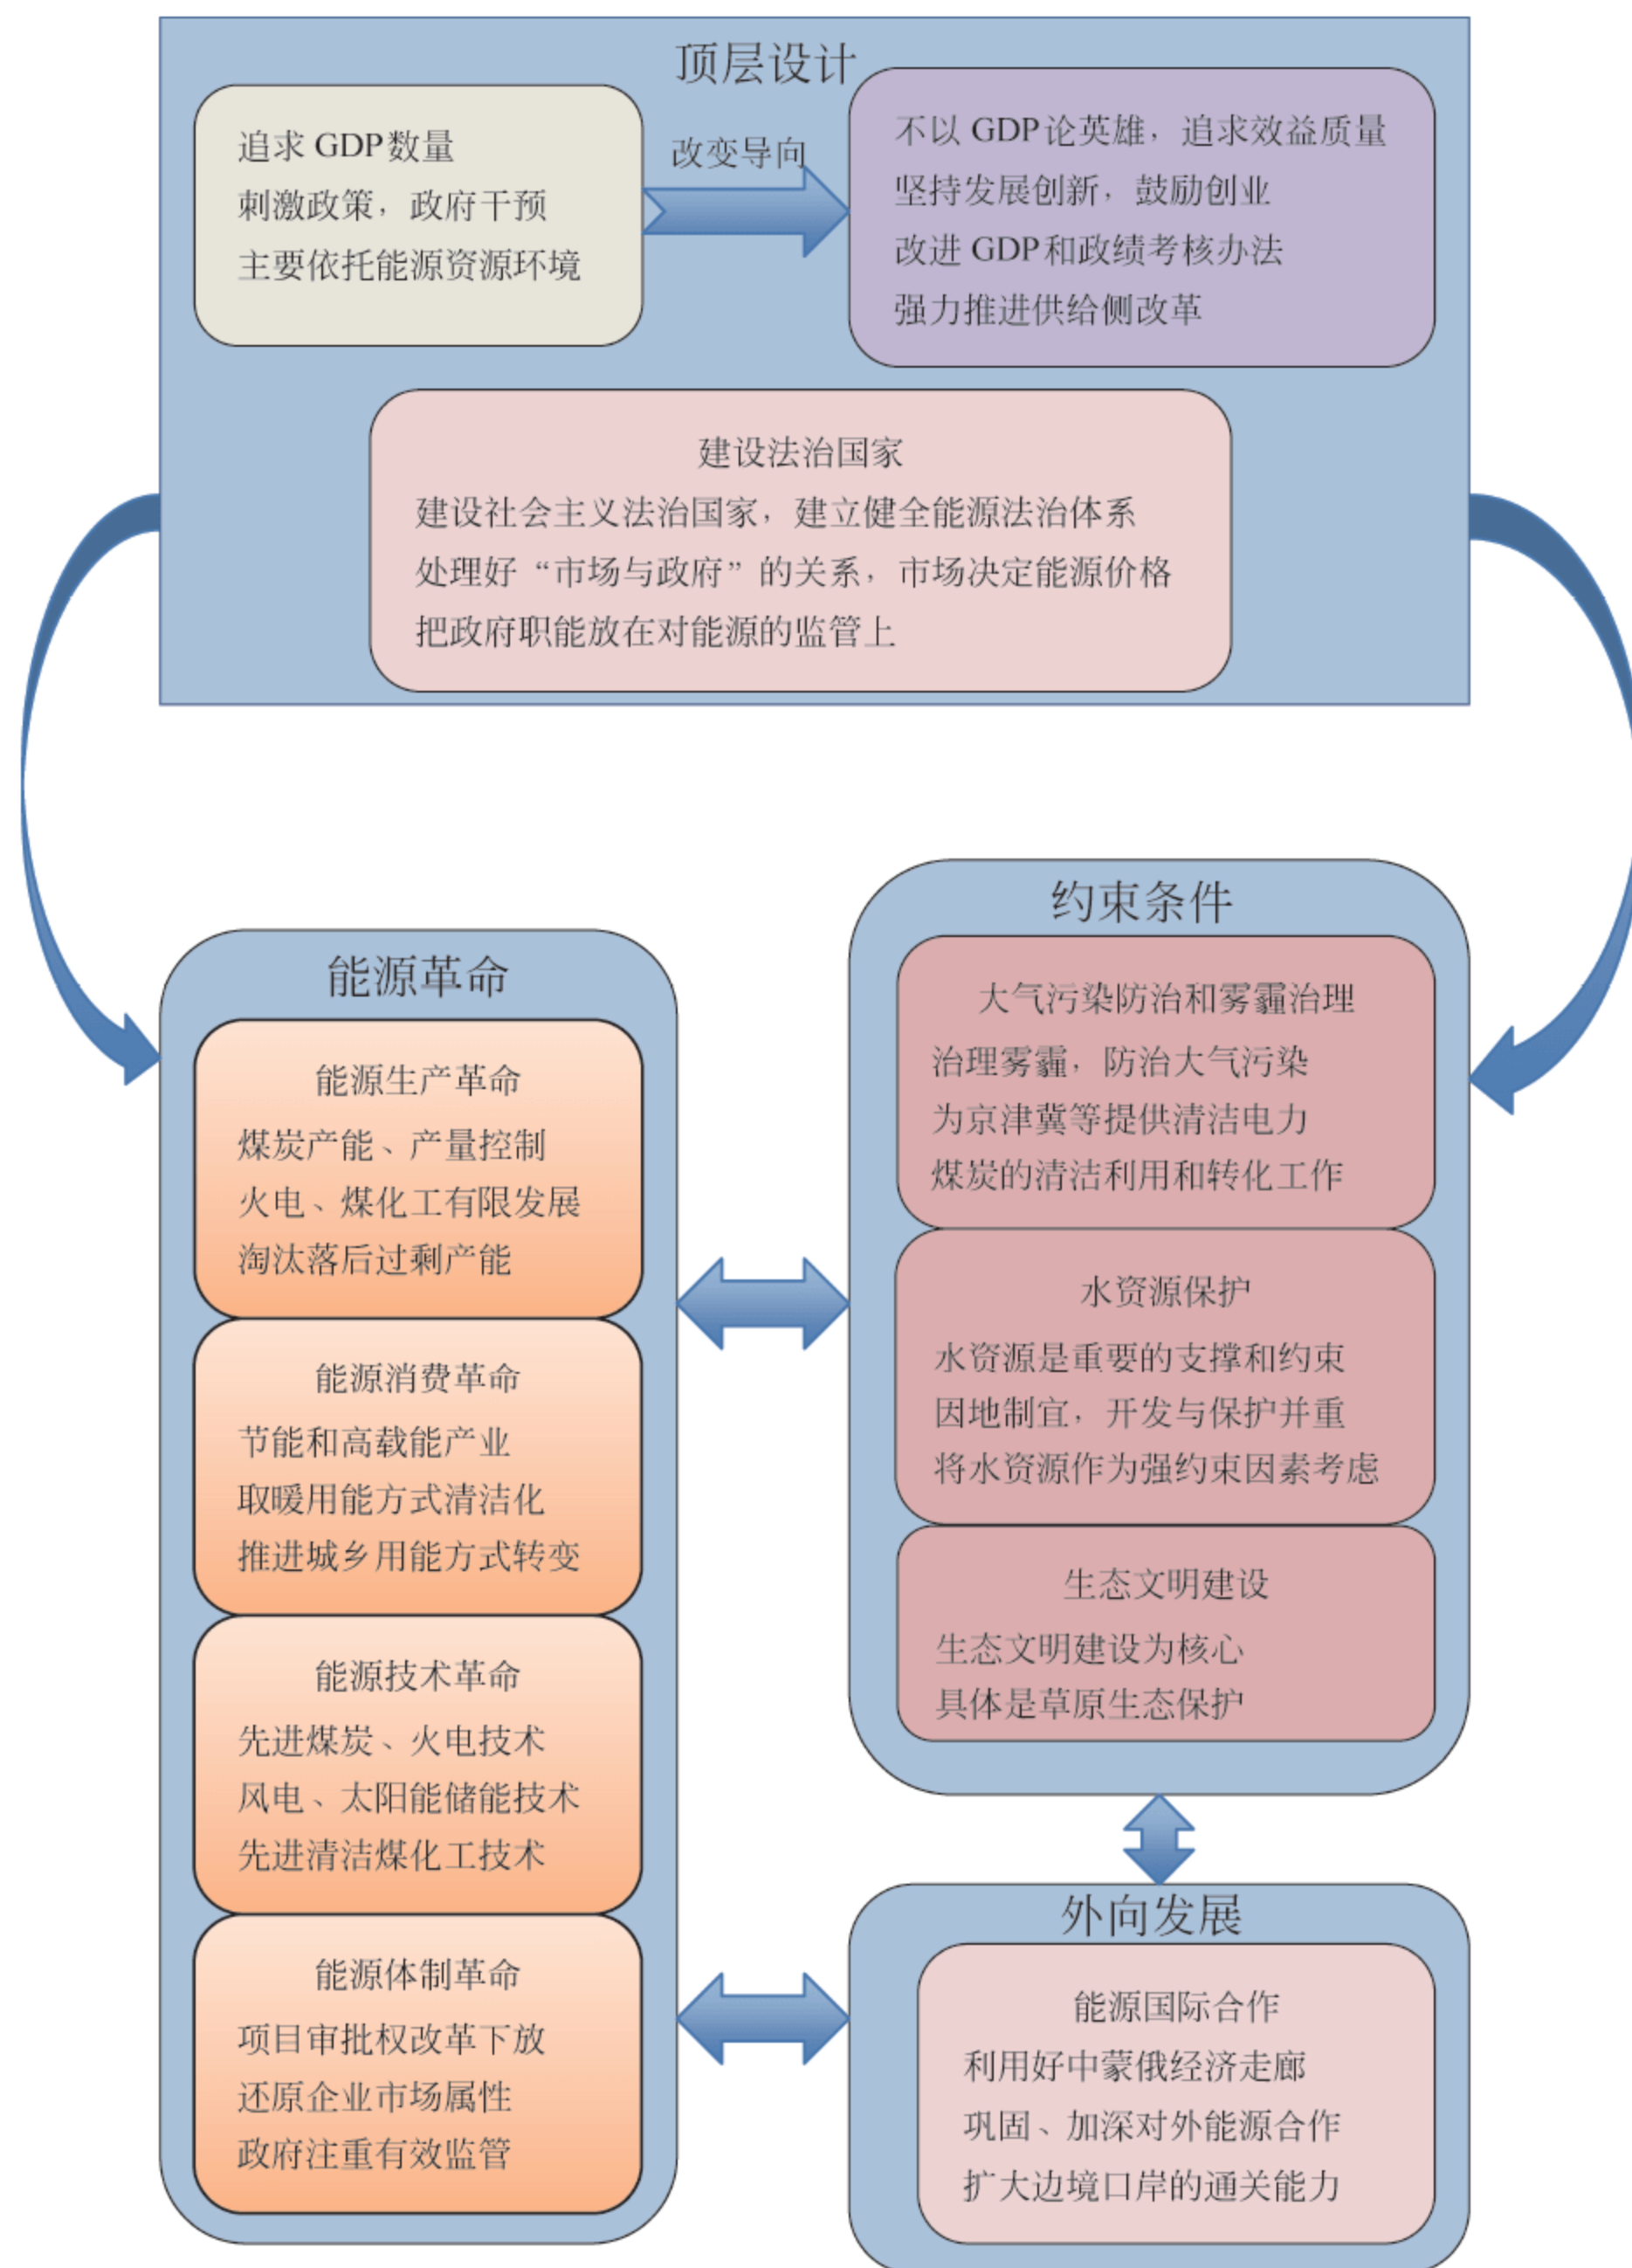 顶层设计
追求 GDP数量
刺激政策，政府干预
主要依托能源资源环境
改变导向
不以 GDP论英雄，追求效益质量
坚持发展创新，鼓励创业
改进 GDP和政绩考核办法
强力推进供给侧改革
建设法治国家
建设社会主义法治国家，建立健全能源法治体系
处理好“市场与政府”的关系，市场决定能源价格
把政府职能放在对能源的监管上
能源革命
能源生产革命
煤炭产能、产量控制
火电、煤化工有限发展
淘汰落后过剩产能
能源消费革命
节能和高载能产业
取暖用能方式清洁化
推进城乡用能方式转变
能源技术革命
先进煤炭、火电技术
风电、太阳能储能技术
先进清洁煤化工技术
能源体制革命
项目审批权改革下放
还原企业市场属性
政府注重有效监管
约束条件
大气污染防治和雾霾治理
治理雾霾，防治大气污染
为京津冀等提供清洁电力
煤炭的清洁利用和转化工作
水资源保护
水资源是重要的支撑和约束
因地制宜，开发与保护并重
将水资源作为强约束因素考虑
生态文明建设
生态文明建设为核心
具体是草原生态保护
外向发展
能源国际合作
利用好中蒙俄经济走廊
巩固、加深对外能源合作
扩大边境口岸的通关能力